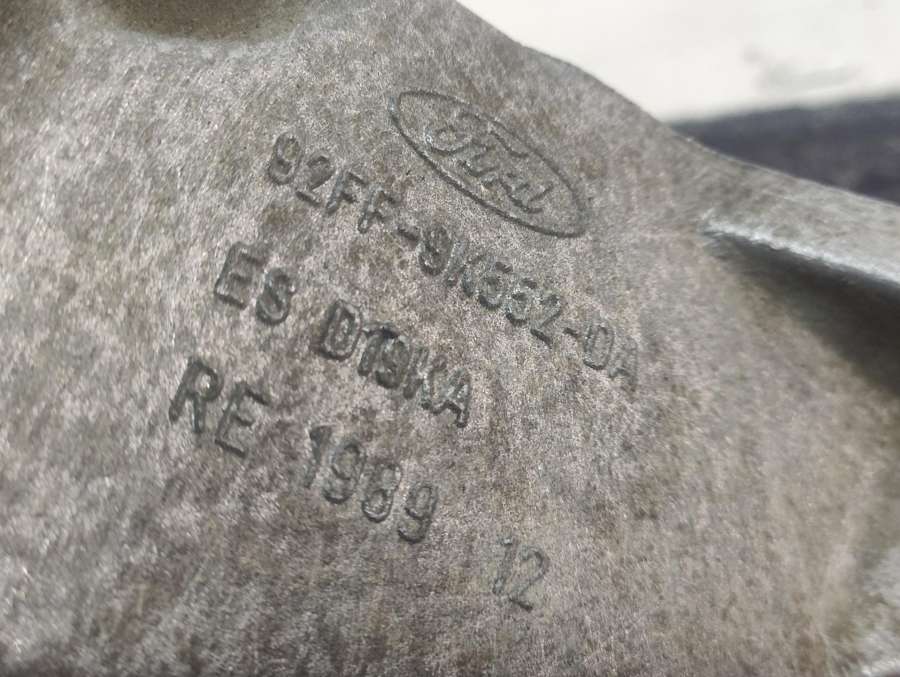 Ford
92FF-9K552-DA
ES D19KA
RE 1989 12